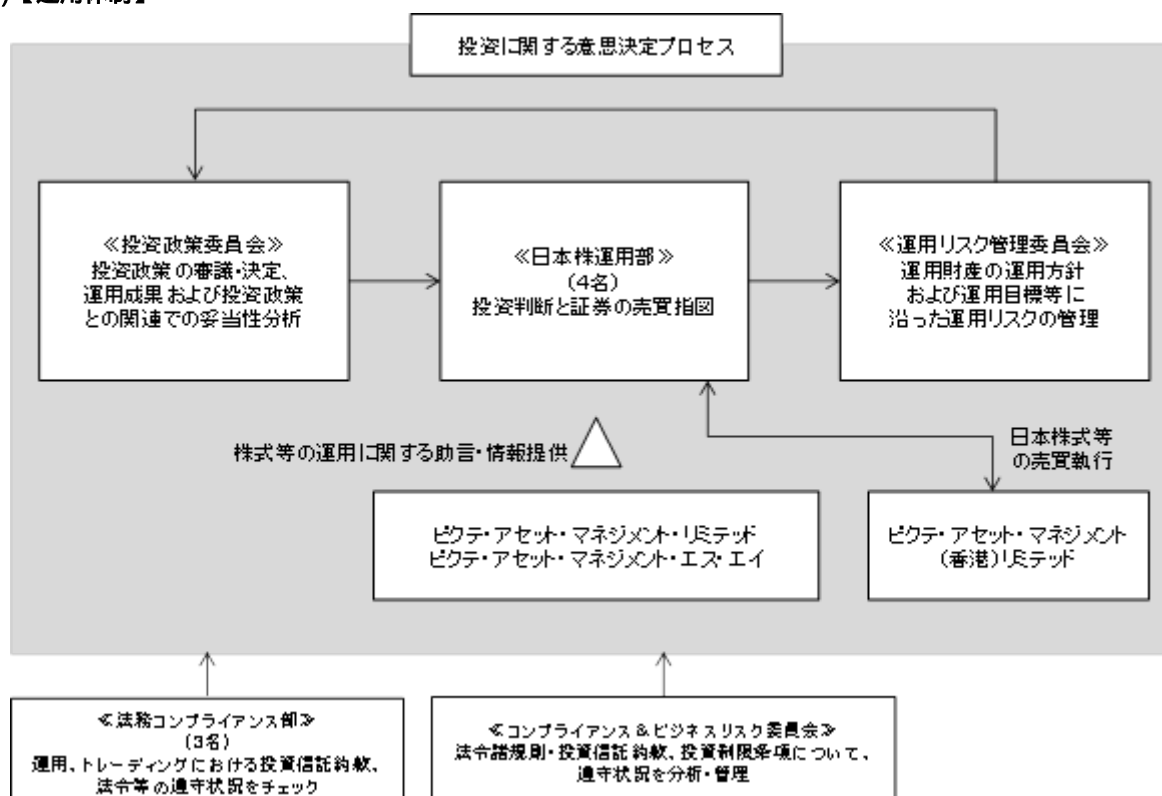 )【運用体制】
投資に関する意思決定プロセス
≪投資政策委員会≫
投資政策の審議・決定、
運用成果および投資政策
との関連での妥当性分析
≪日本株運用部≫
(4名)
投資判断と証券の売買指図
≪運用リスク管理委員会≫
運用財産の運用方針
および運用目標等に
沿った運用リスクの管理
株式等の運用に関する助言・情報提供
日本株式等
の売買執行
ピクテ・アセット・マネジメント・リミテッド
ピクテ・アセット・マネジメント・エス・エイ
ピクテ・アセット・マネジメント
(香港)リミテッド
≪法務コンプライアンス部≫
(3名)
運用、トレーディングにおける投資信託約款、
法令等の遵守状況をチェック
≪コンプライアンス&ビジネスリスク委員会≫
法令諸規則・投資信託約款、投資制限条項について、
遵守状況を分析・管理